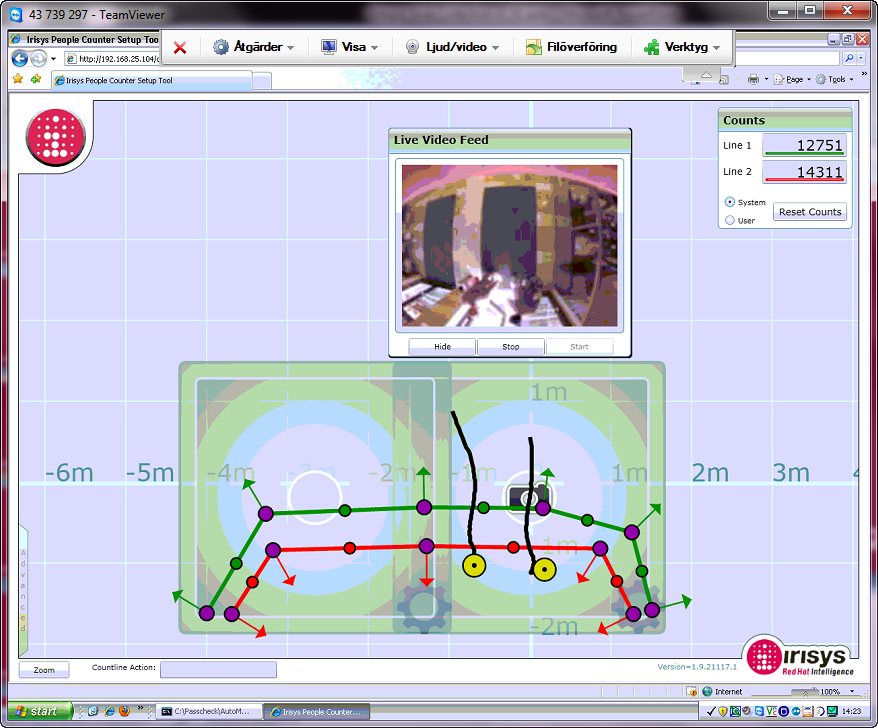 43 739 297 - TeamViewer
Irisys People Counter Setup Too
Åtgärder
Visa
Ljud/video
Filöverföring
Verktyg
http://192.168.25.104/
Irisys People Counter Setup Tool
Page
Tools
Live Video Feed
Hide
Stop
Start
Counts
Line 1
12751
Line 2
14311
System
User
Reset Counts
1m
-6m
-5m
-4m
-2m
-1m
1m
2m
3m
-1m
-2m
Advanced
Zoom
Countline Action:
Version=1.9.21117.1
irisys
Red Hot Intelligence
Internet
100%
start
C:\Passcheck\AutoM...
Irisys People Counter...
14:23